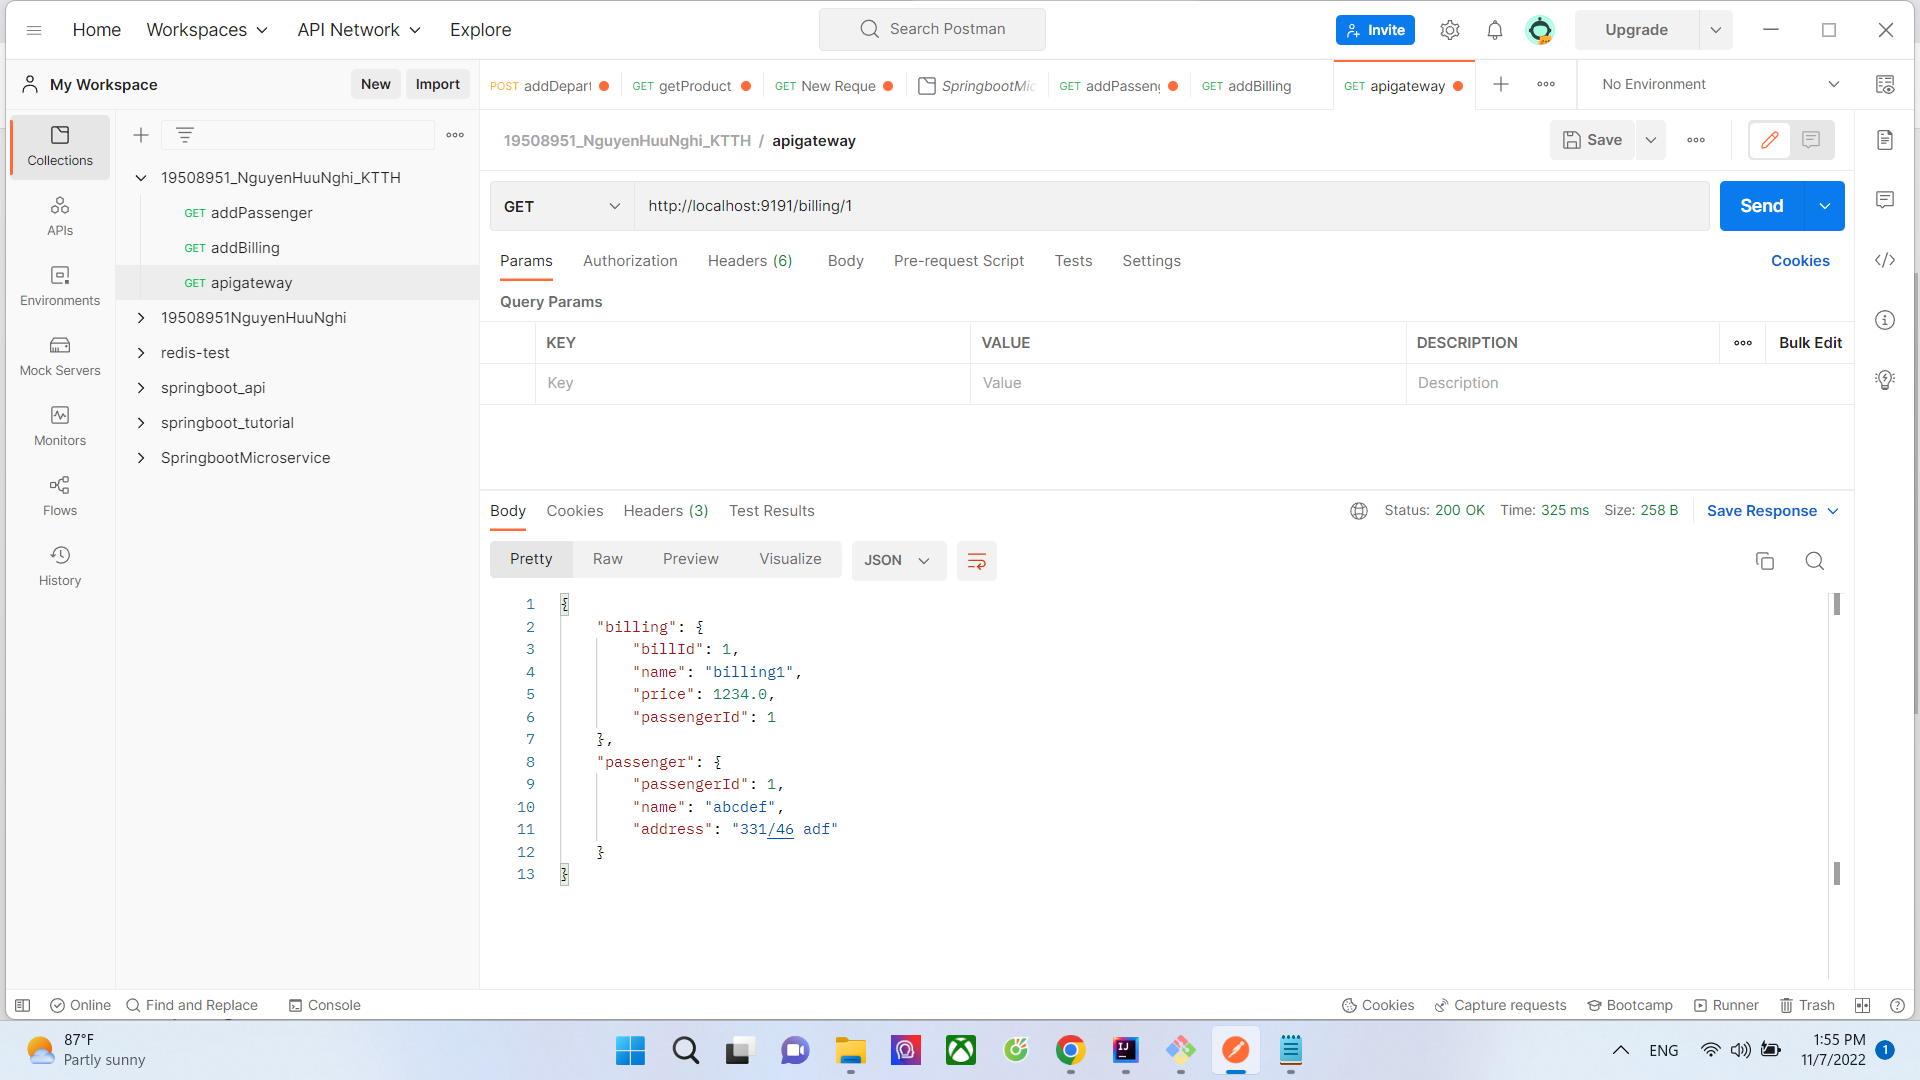 Home
Workspaces
API Network
Explore
Search Postman
Invite
Upgrade
My Workspace
New
Import
POST addDepart
GET getProduct
GET New Reque
SpringbootMic
GET addPasseng
GET addBilling
GET apigateway
No Environment
Collections
APIs
Environments
Mock Servers
Monitors
Flows
History
19508951_NguyenHuuNghi_KTTH
GET addPassenger
GET addBilling
GET apigateway
19508951NguyenHuuNghi
redis-test
springboot_api
springboot_tutorial
SpringbootMicroservice
19508951_NguyenHuuNghi_KTTH / apigateway
Save
GET
http://localhost:9191/billing/1
Send
Params
Authorization
Headers (6)
Body
Pre-request Script
Tests
Settings
Cookies
Query Params
KEY
VALUE
DESCRIPTION
Bulk Edit
Key
Value
Description
Body
Cookies
Headers (3)
Test Results
Status: 200 OK
Time: 325 ms
Size: 258 B
Save Response
Pretty
Raw
Preview
Visualize
JSON
1 {
2 "billing": {
3 "billId": 1,
4 "name": "billing1",
5 "price": 1234.0,
6 "passengerId": 1
7 },
8 "passenger": {
9 "passengerId": 1,
10 "name": "abcdef",
11 "address": "331/46 adf"
12 }
13 }
Online
Find and Replace
Console
Cookies
Capture requests
Bootcamp
Runner
Trash
87°F
Partly sunny
IJ
ENG
1:55 PM
11/7/2022
1